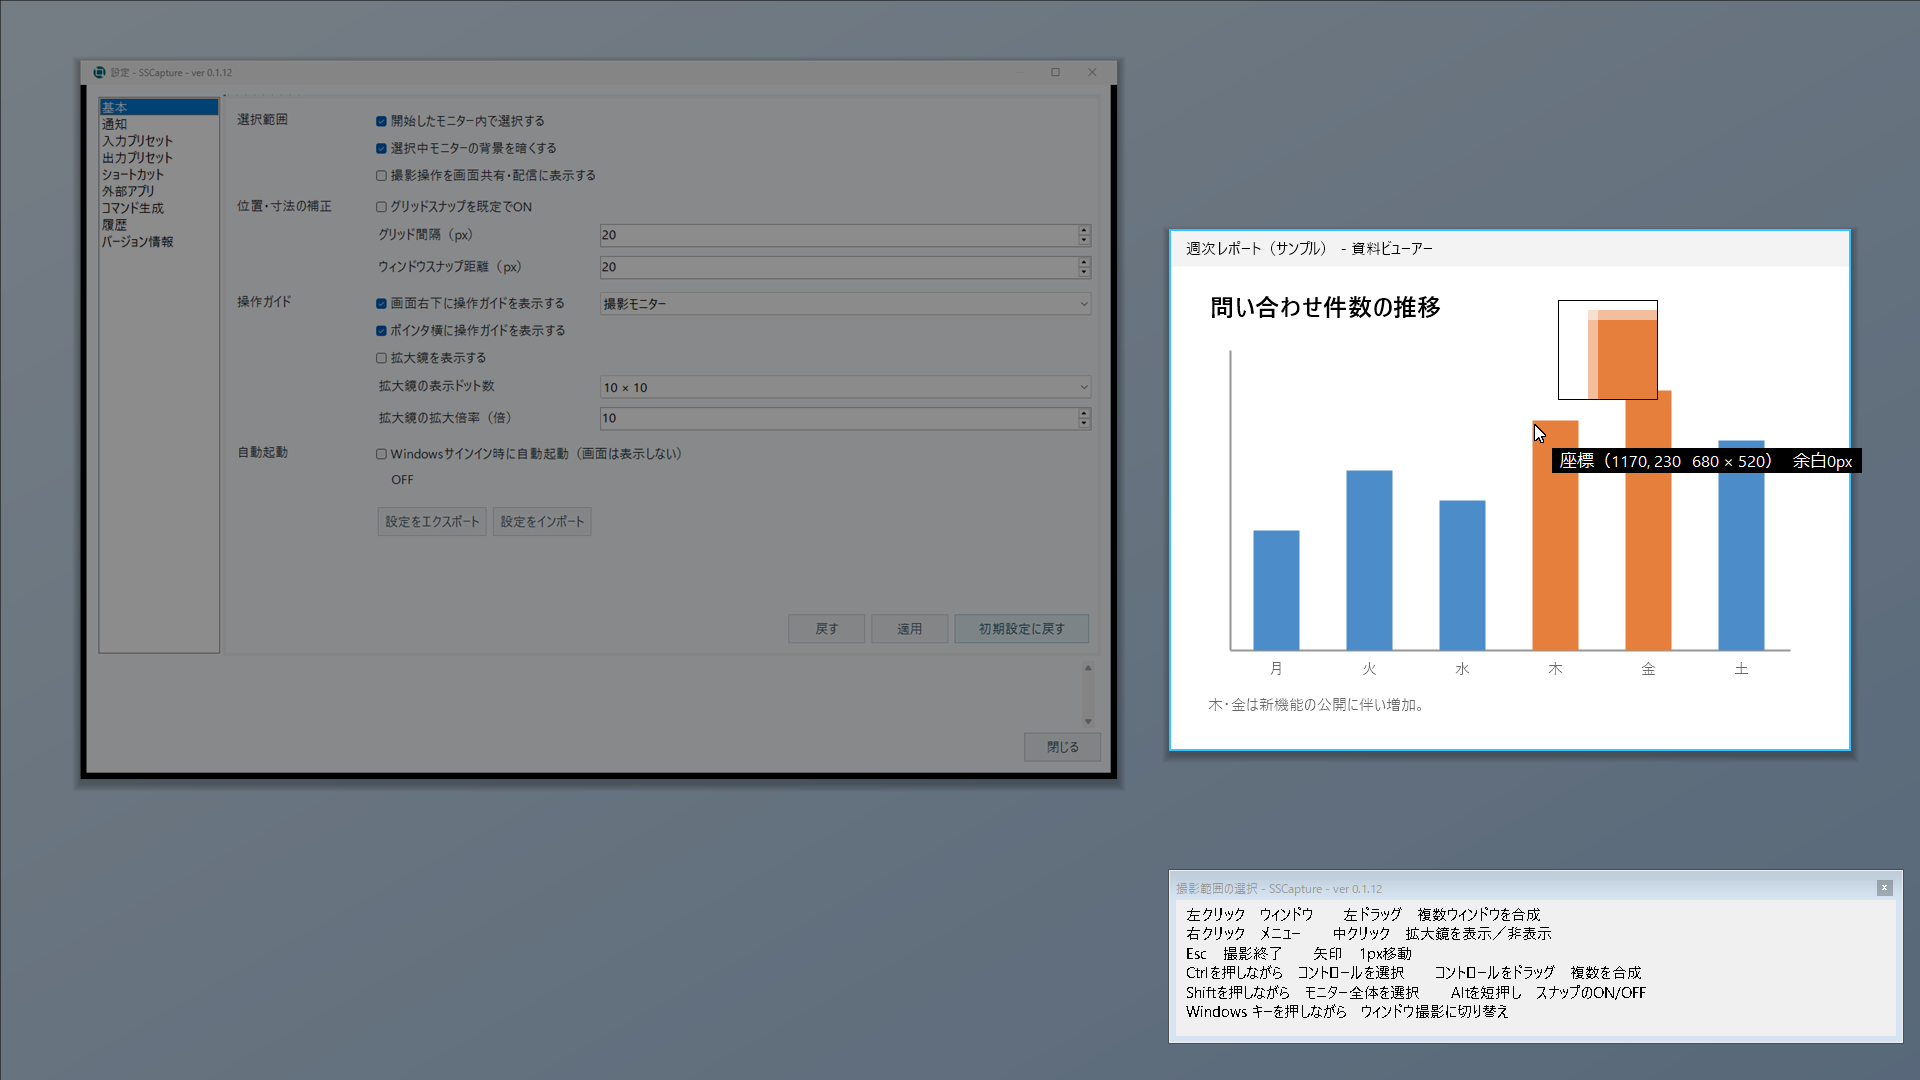 設定 - SSCapture - ver 0.1.12
基本
通知
入力プリセット
出力プリセット
ショートカット
外部アプリ
コマンド生成
履歴
バージョン情報
選択範囲
開始したモニター内で選択する
選択中モニターの背景を暗くする
撮影操作を画面共有・配信に表示する
位置・寸法の補正
グリッドスナップを既定でON
グリッド間隔（px） 20
ウィンドウスナップ距離（px） 20
操作ガイド
画面右下に操作ガイドを表示する 撮影モニター
ポインタ横に操作ガイドを表示する
拡大鏡を表示する
拡大鏡の表示ドット数 10 × 10
拡大鏡の拡大倍率（倍） 10
自動起動
Windowsサインイン時に自動起動（画面は表示しない）
OFF
設定をエクスポート 設定をインポート
戻す 適用 初期設定に戻す
閉じる
週次レポート（サンプル） - 資料ビューアー
問い合わせ件数の推移
座標（1170, 230 680 × 520） 余白0px
月 火 水 木 金 土
木・金は新機能の公開に伴い増加。
撮影範囲の選択 - SSCapture - ver 0.1.12
左クリック ウィンドウ 左ドラッグ 複数ウィンドウを合成
右クリック メニュー 中クリック 拡大鏡を表示／非表示
Esc 撮影終了 矢印 1px移動
Ctrlを押しながら コントロールを選択 コントロールをドラッグ 複数を合成
Shiftを押しながら モニター全体を選択 Altを短押し スナップのON/OFF
Windows キーを押しながら ウィンドウ撮影に切り替え